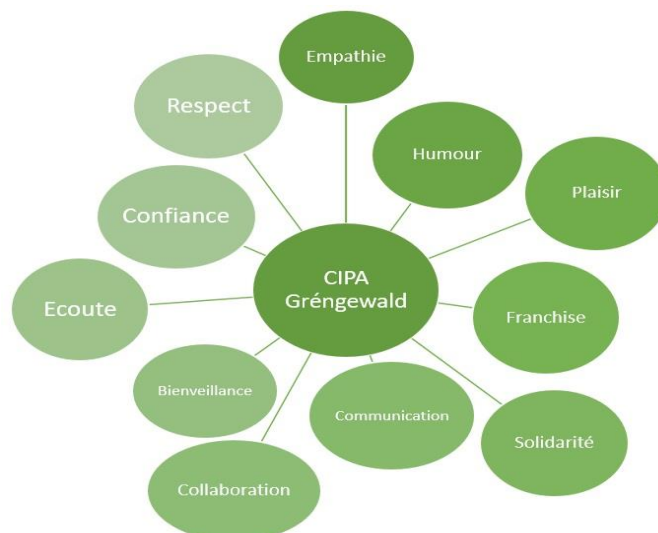 Empathie
Respect
Humour
Plaisir
Confiance
CIPA
Gréngewald
Ecoute
Franchise
Bienveillance
Communication
Solidarité
Collaboration